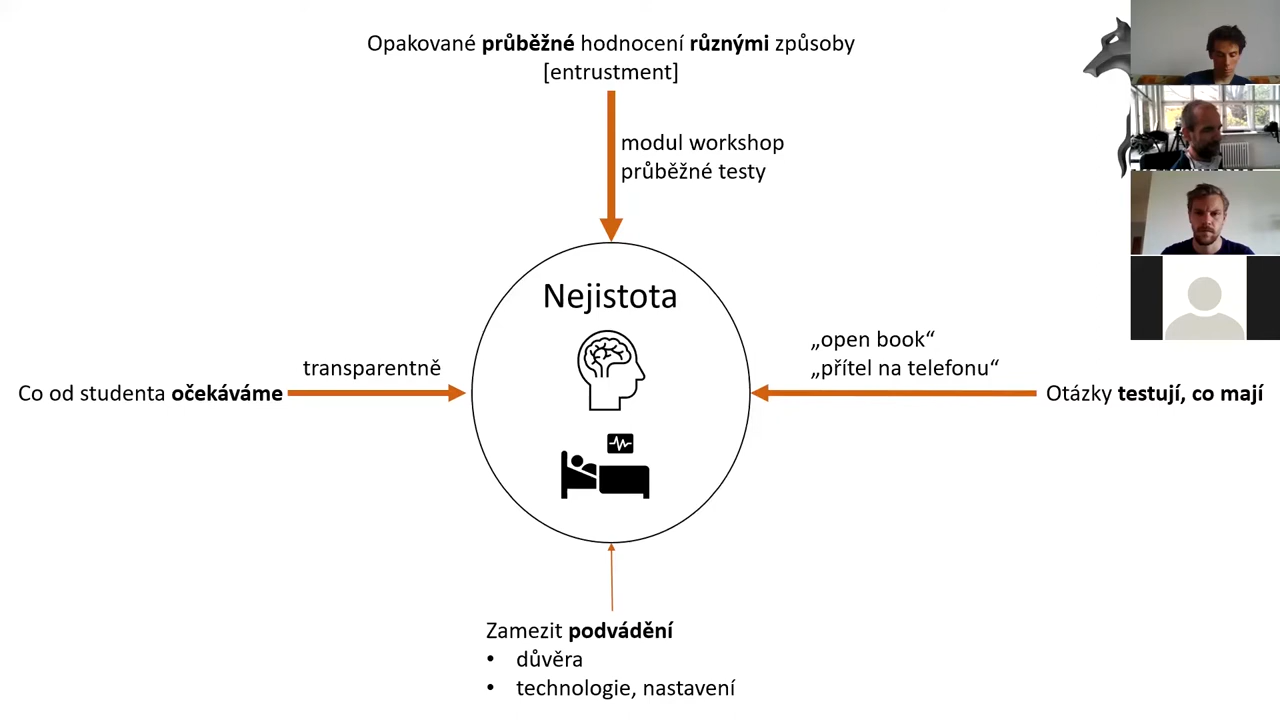 Opakované průběžné hodnocení různými způsoby
[entrustment]
modul workshop
průběžné testy
Nejistota
transparentně
Co od studenta očekáváme
„open book“
„přítel na telefonu“
Otázky testují, co mají
Zamezit podvádění
• důvěra
• technologie, nastavení